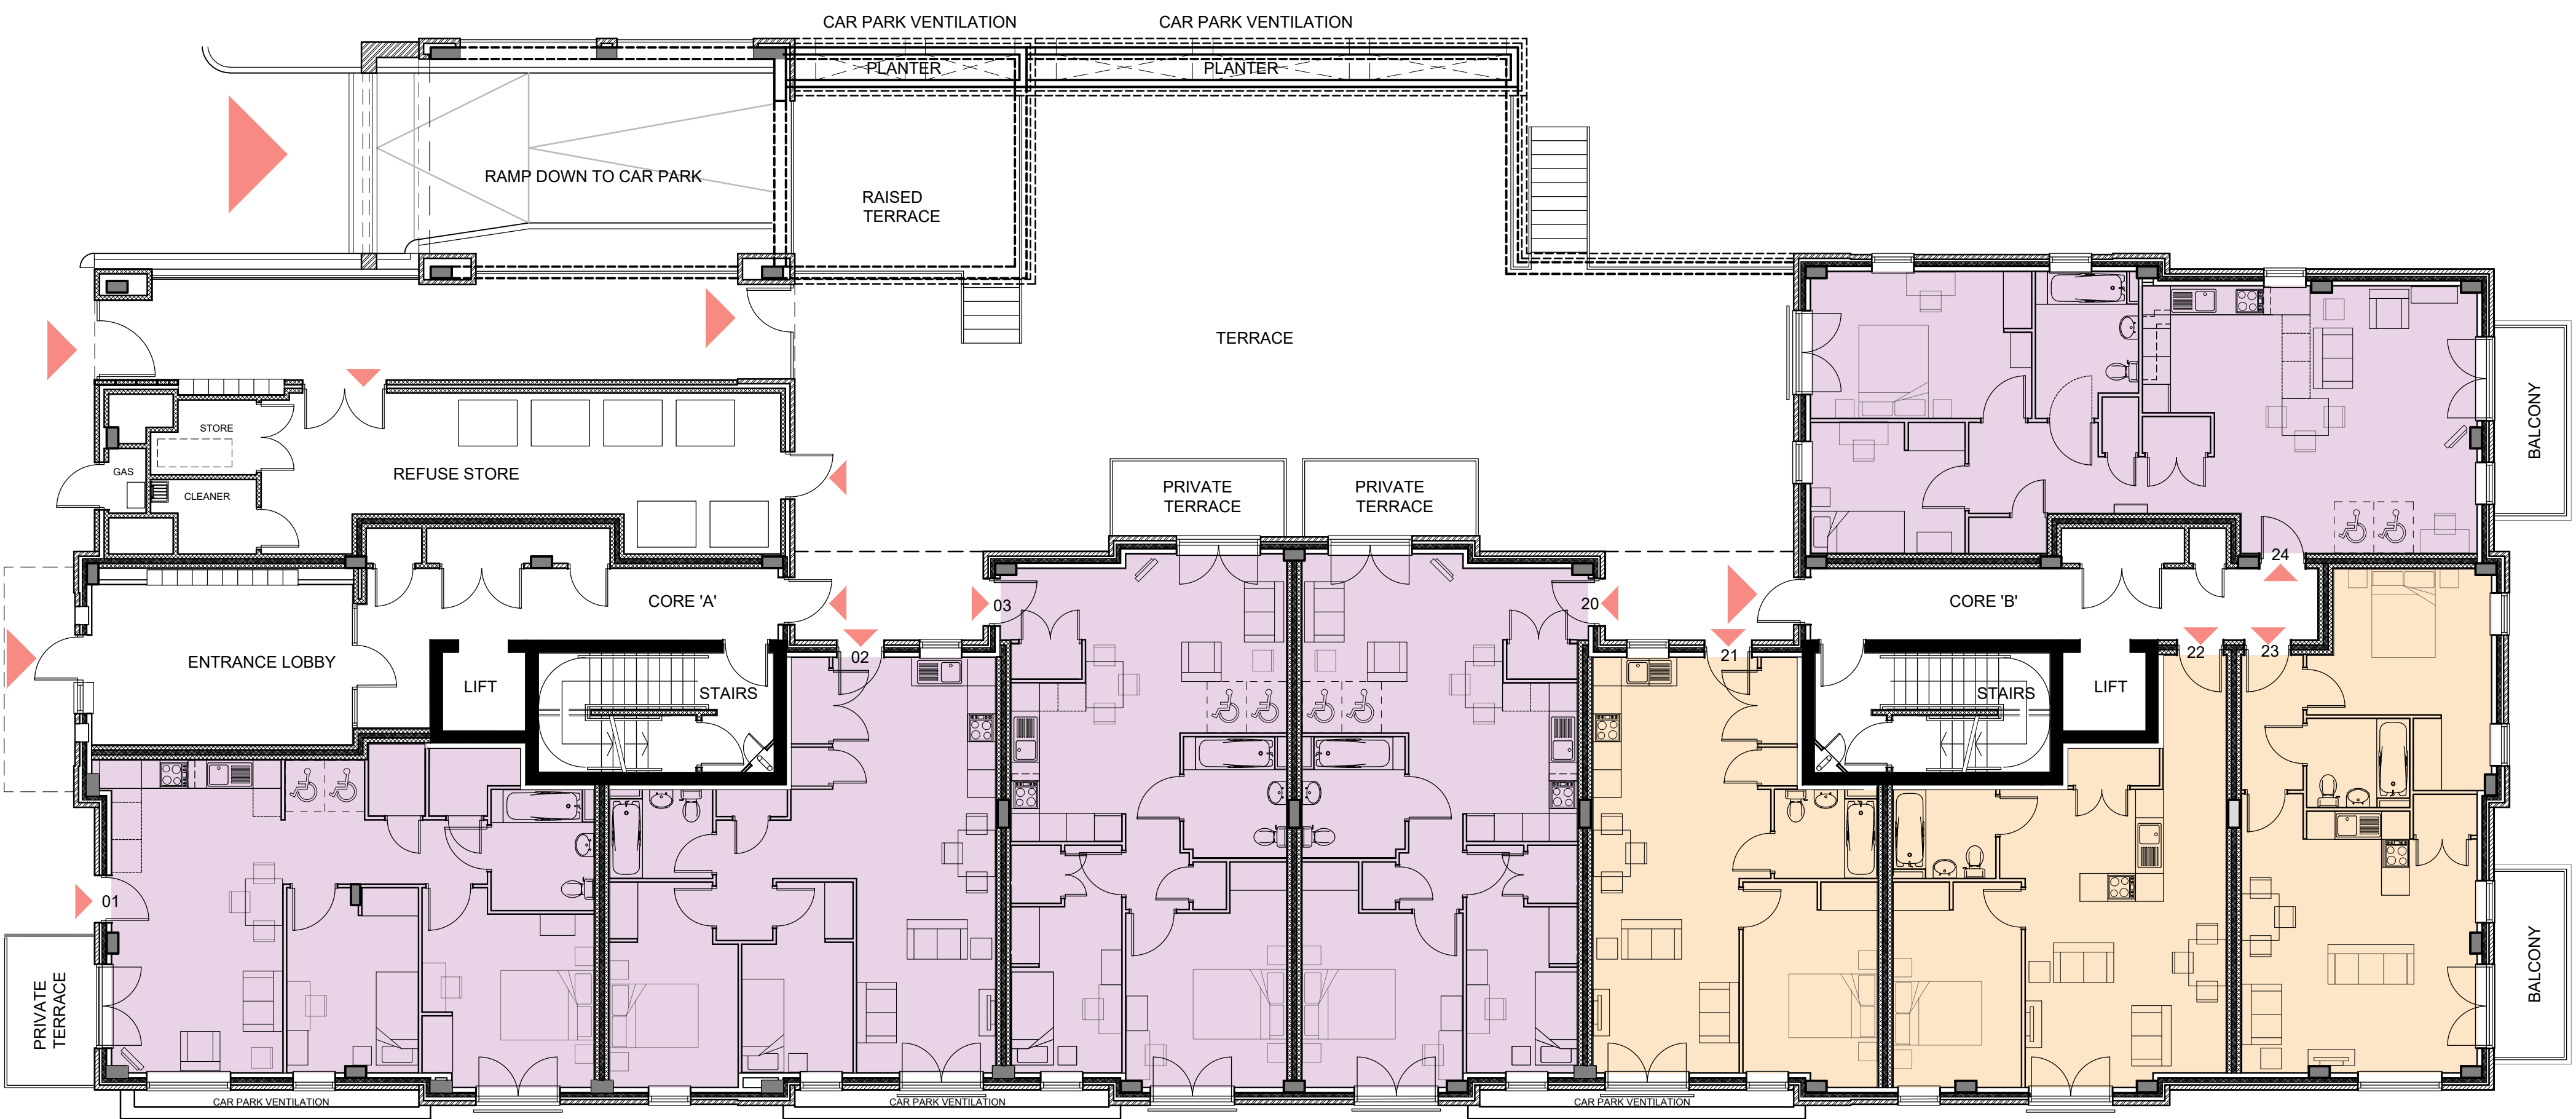 CAR PARK VENTILATION
CAR PARK VENTILATION
PLANTER
PLANTER
RAMP DOWN TO CAR PARK
RAISED
TERRACE
TERRACE
BALCONY
STORE
GAS
REFUSE STORE
CLEANER
PRIVATE
TERRACE
PRIVATE
TERRACE
24
CORE 'A'
03
20
CORE 'B'
ENTRANCE LOBBY
02
21
22
23
LIFT
STAIRS
STAIRS
LIFT
01
PRIVATE
TERRACE
BALCONY
CAR PARK VENTILATION
CAR PARK VENTILATION
CAR PARK VENTILATION